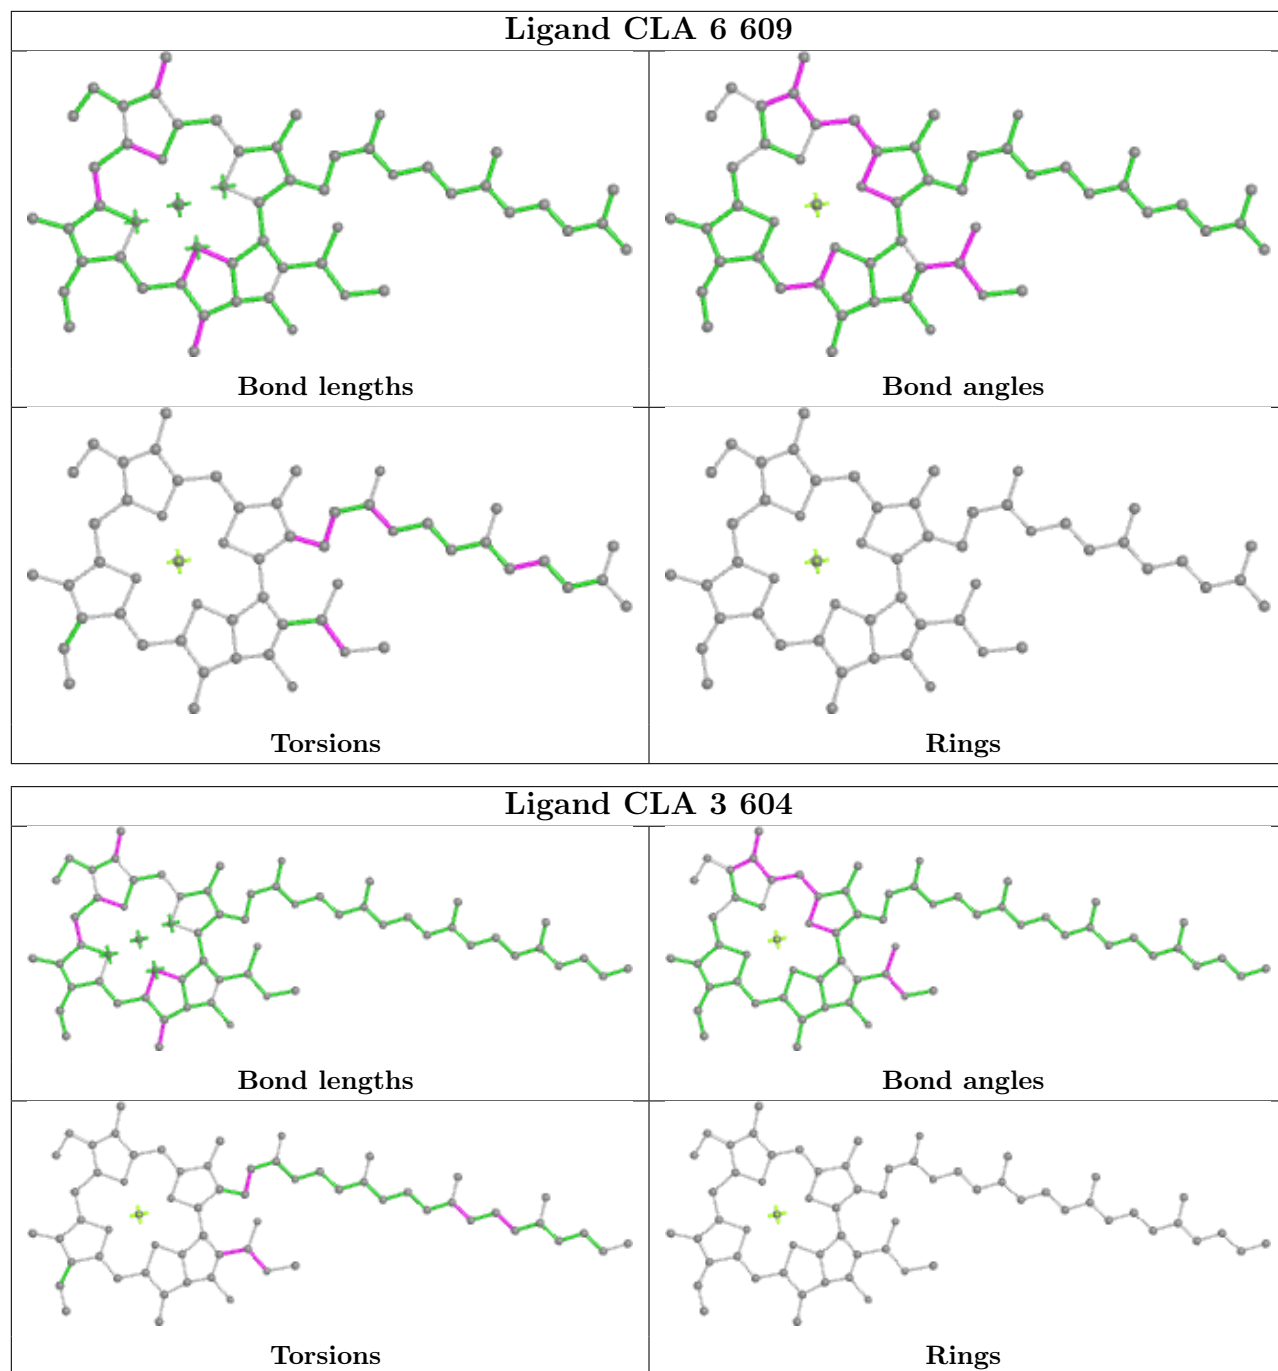 Ligand CLA 6 609
Bond lengths
Bond angles
Torsions
Rings
Ligand CLA 3 604
Bond lengths
Bond angles
Torsions
Rings